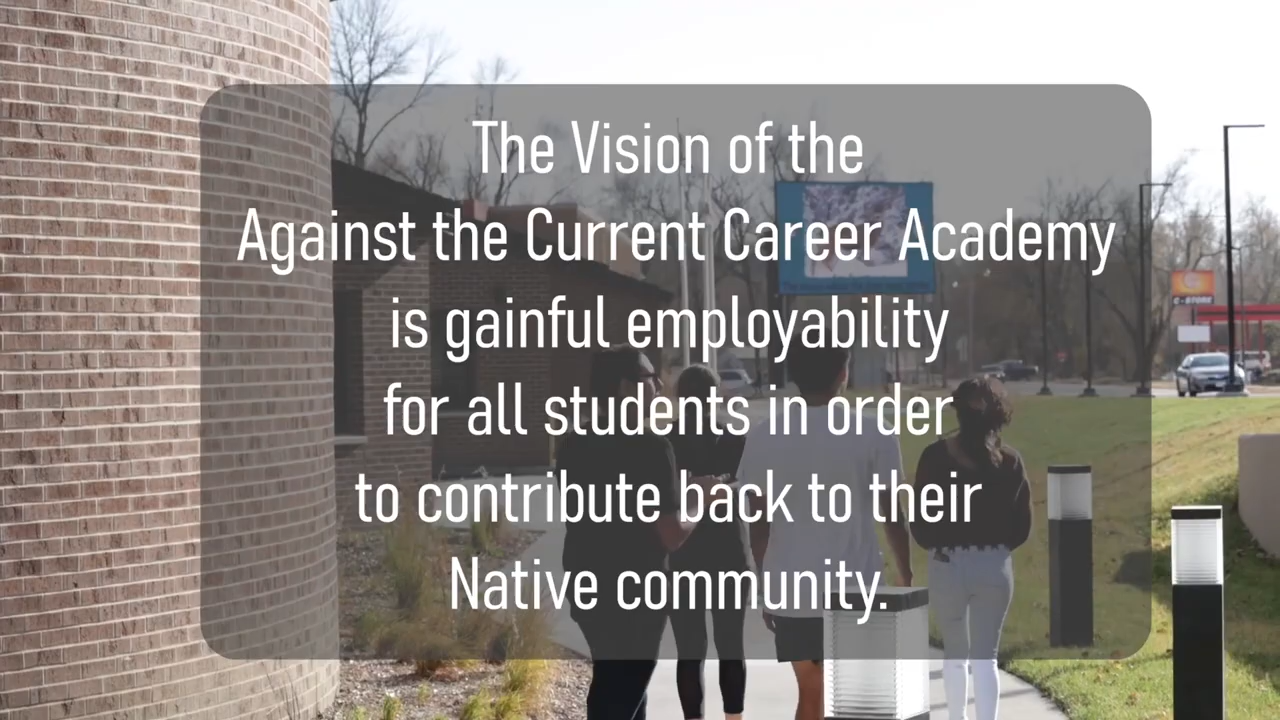 The Vision of the
Against the Current Career Academy
is gainful employability
for all students in order
to contribute back to their
Native community.
C-STORE